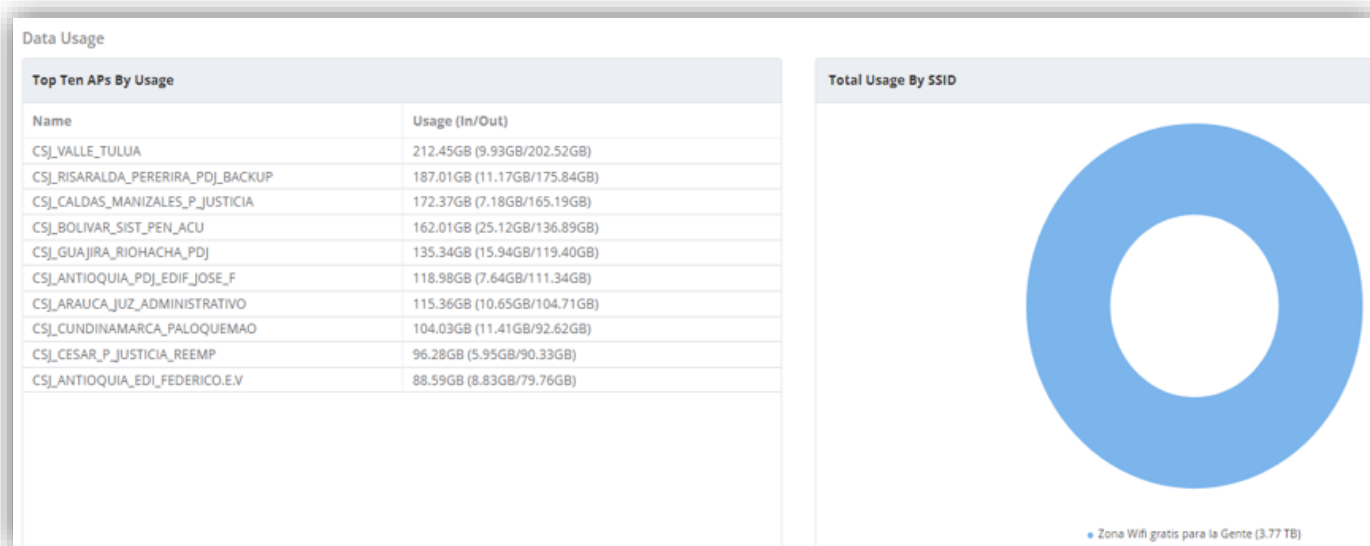 Data Usage
Top Ten APs By Usage
Name Usage (In/Out)
CSJ_VALLE_TULUA 212.45GB (9.93GB/202.52GB)
CSJ_RISARALDA_PERERIRA_PDJ_BACKUP 187.01GB (11.17GB/175.84GB)
CSJ_CALDAS_MANIZALES_P_JUSTICIA 172.37GB (7.18GB/165.19GB)
CSJ_BOLIVAR_SIST_PEN_ACU 162.01GB (25.12GB/136.89GB)
CSJ_GUAJIRA_RIOHACHA_PDJ 135.34GB (15.94GB/119.40GB)
CSJ_ANTIOQUIA_PDJ_EDIF_JOSE_F 118.98GB (7.64GB/111.34GB)
CSJ_ARAUCA_JUZ_ADMINISTRATIVO 115.36GB (10.65GB/104.71GB)
CSJ_CUNDINAMARCA_PALOQUEMAO 104.03GB (11.41GB/92.62GB)
CSJ_CESAR_P_JUSTICIA_REEMP 96.28GB (5.95GB/90.33GB)
CSJ_ANTIOQUIA_EDI_FEDERICO.E.V 88.59GB (8.83GB/79.76GB)
Total Usage By SSID
Zona Wifi gratis para la Gente (3.77 TB)